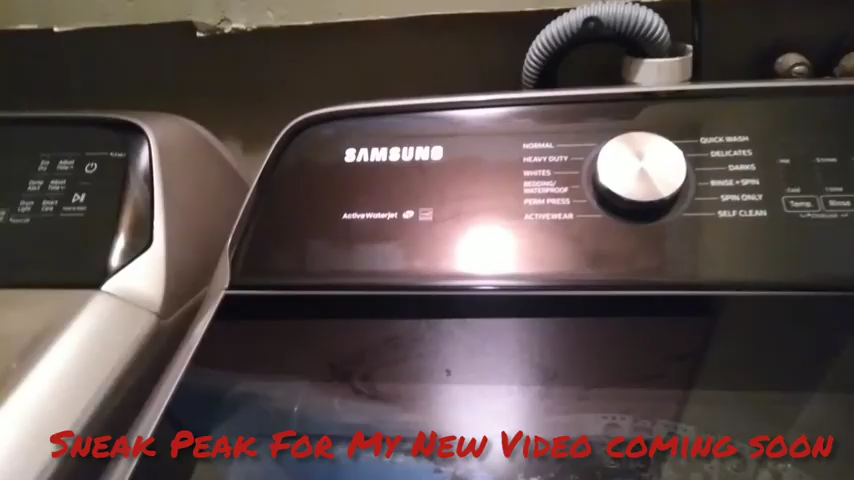 SAMSUNG
ActiveWaterjet
NORMAL
HEAVY DUTY
WHITES
BEDDING/
WATERPROOF
PERM PRESS
ACTIVEWEAR
QUICK WASH
DELICATES
DARKS
RINSE+SPIN
SPIN ONLY
SELF CLEAN
Temp
Rinse
Sneak Peak For My New Video coming soon